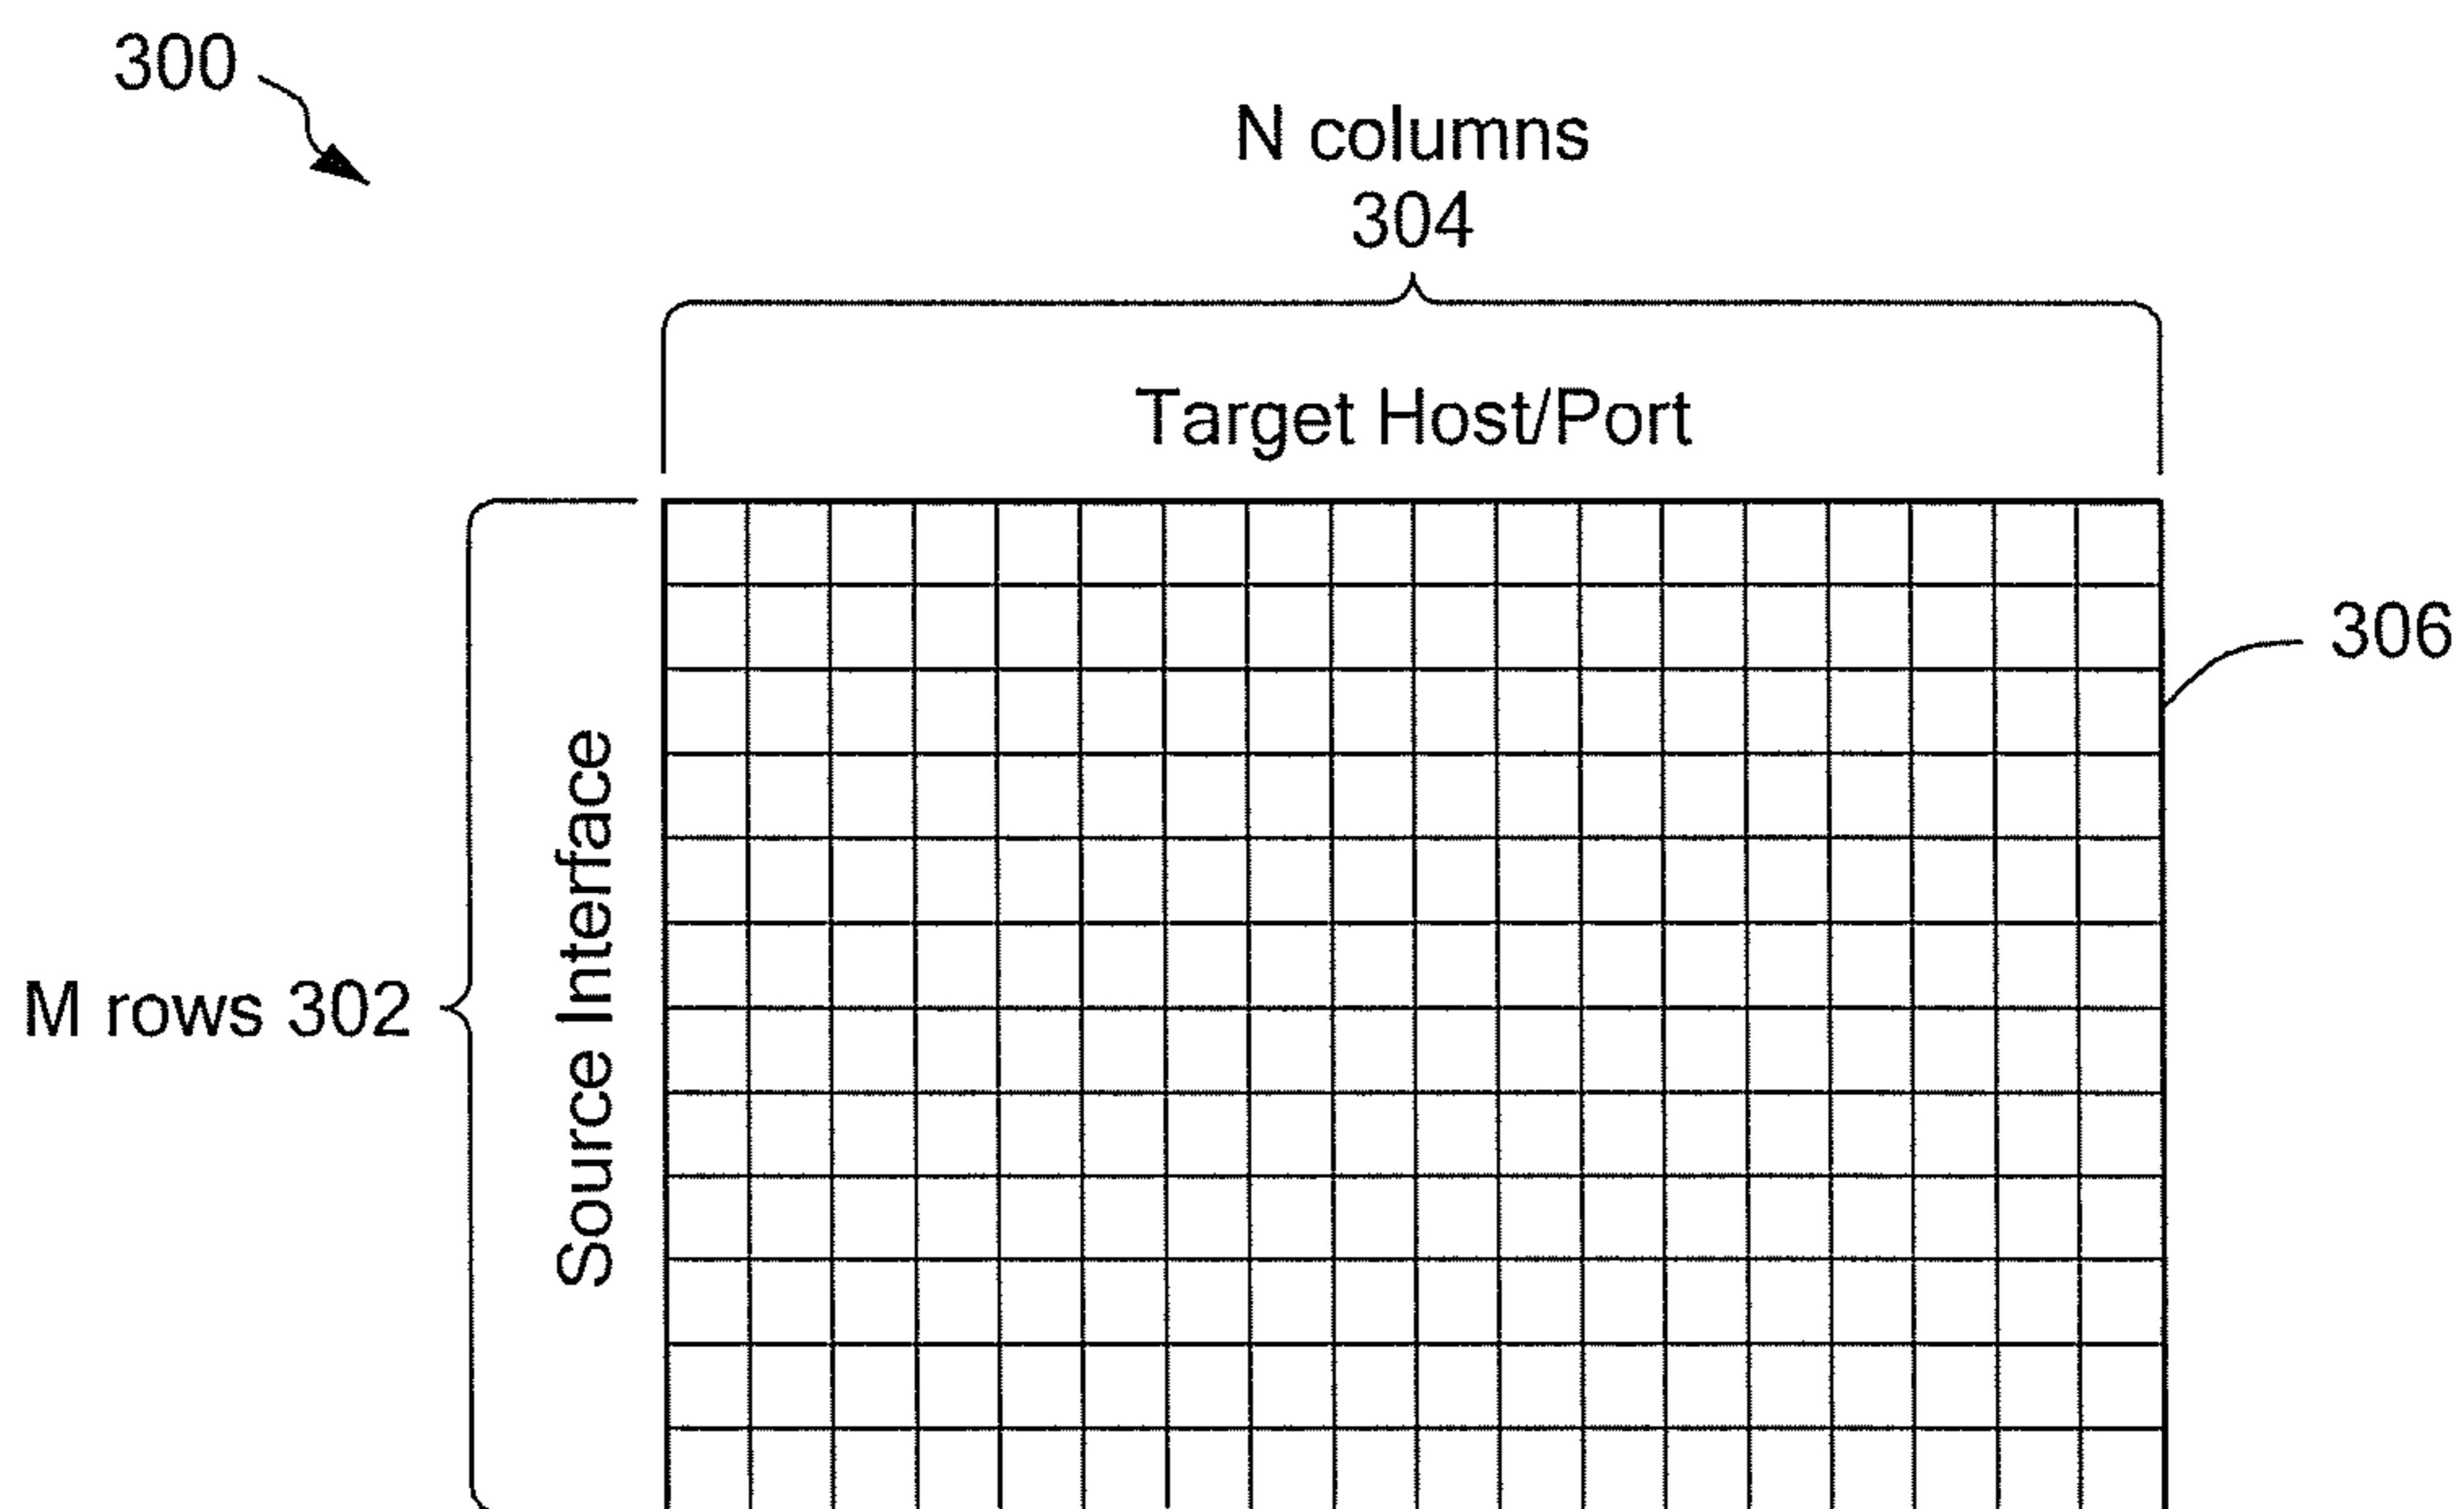 300
N columns
304
Target Host/Port
306
Source Interface
M rows 302